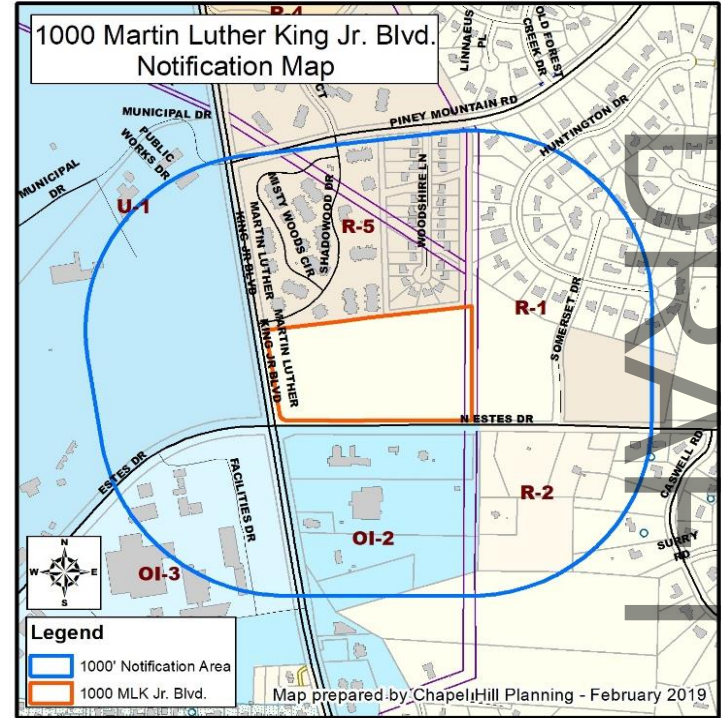 R-4
1000 Martin Luther King Jr. Blvd.
Notification Map
LINNAEUS
PL
OLD FOREST
CREEK DR
CT
MUNICIPAL DR
PINEY MOUNTAIN RD
HUNTINGTON DR
PUBLIC
WORKS DR
MUNICIPAL
DR
U-1
MISTY WOODS CIR
SHADOWOOD DR
R-5
WOODSHIRE LN
MARTIN LUTHER
KING JR BLVD
R-1
SOMERSET DR
MARTIN LUTHER
KING JR BLVD
N ESTES DR
ESTES DR
FACILITIES DR
R-2
CASWELL RD
OI-2
SURRY
RD
OI-3
N
W E
S
Legend
1000' Notification Area
1000 MLK Jr. Blvd.
Map prepared by Chapel Hill Planning - February 2019
DRAFT